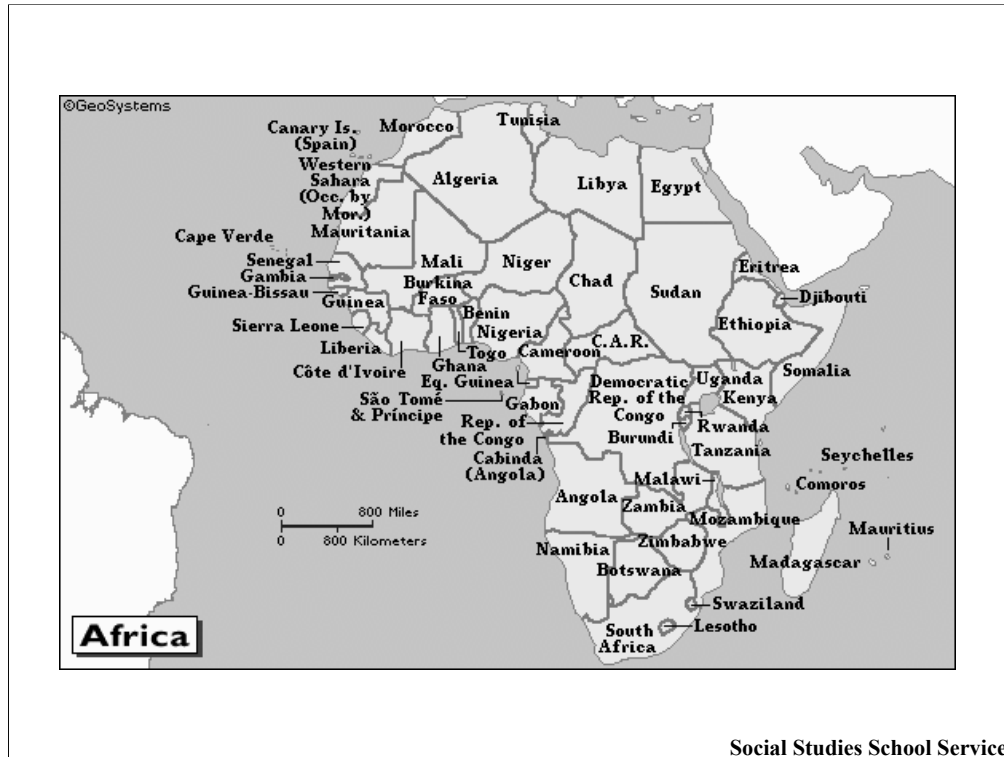 ©GeoSystems
Canary Is.
(Spain)
Morocco
Tunisia
Western
Sahara
(Occ. by
Mor.)
Algeria
Libya
Egypt
Mauritania
Cape Verde
Senegal
Gambia
Guinea-Bissau
Mali
Niger
Chad
Sudan
Eritrea
Djibouti
Burkina
Faso
Guinea
Benin
Nigeria
Ethiopia
Sierra Leone
Liberia
Côte d'Ivoire
Ghana
Togo
Cameroon
C.A.R.
Somalia
Eq. Guinea
São Tomé
& Príncipe
Gabon
Democratic
Rep. of the
Congo
Uganda
Kenya
Rep. of
the Congo
Rwanda
Burundi
Tanzania
Cabinda
(Angola)
Seychelles
Comoros
Malawi
Angola
Zambia
Mozambique
Mauritius
0 800 Miles
0 800 Kilometers
Namibia
Zimbabwe
Botswana
Madagascar
Swaziland
Lesotho
South
Africa
Africa
Social Studies School Service